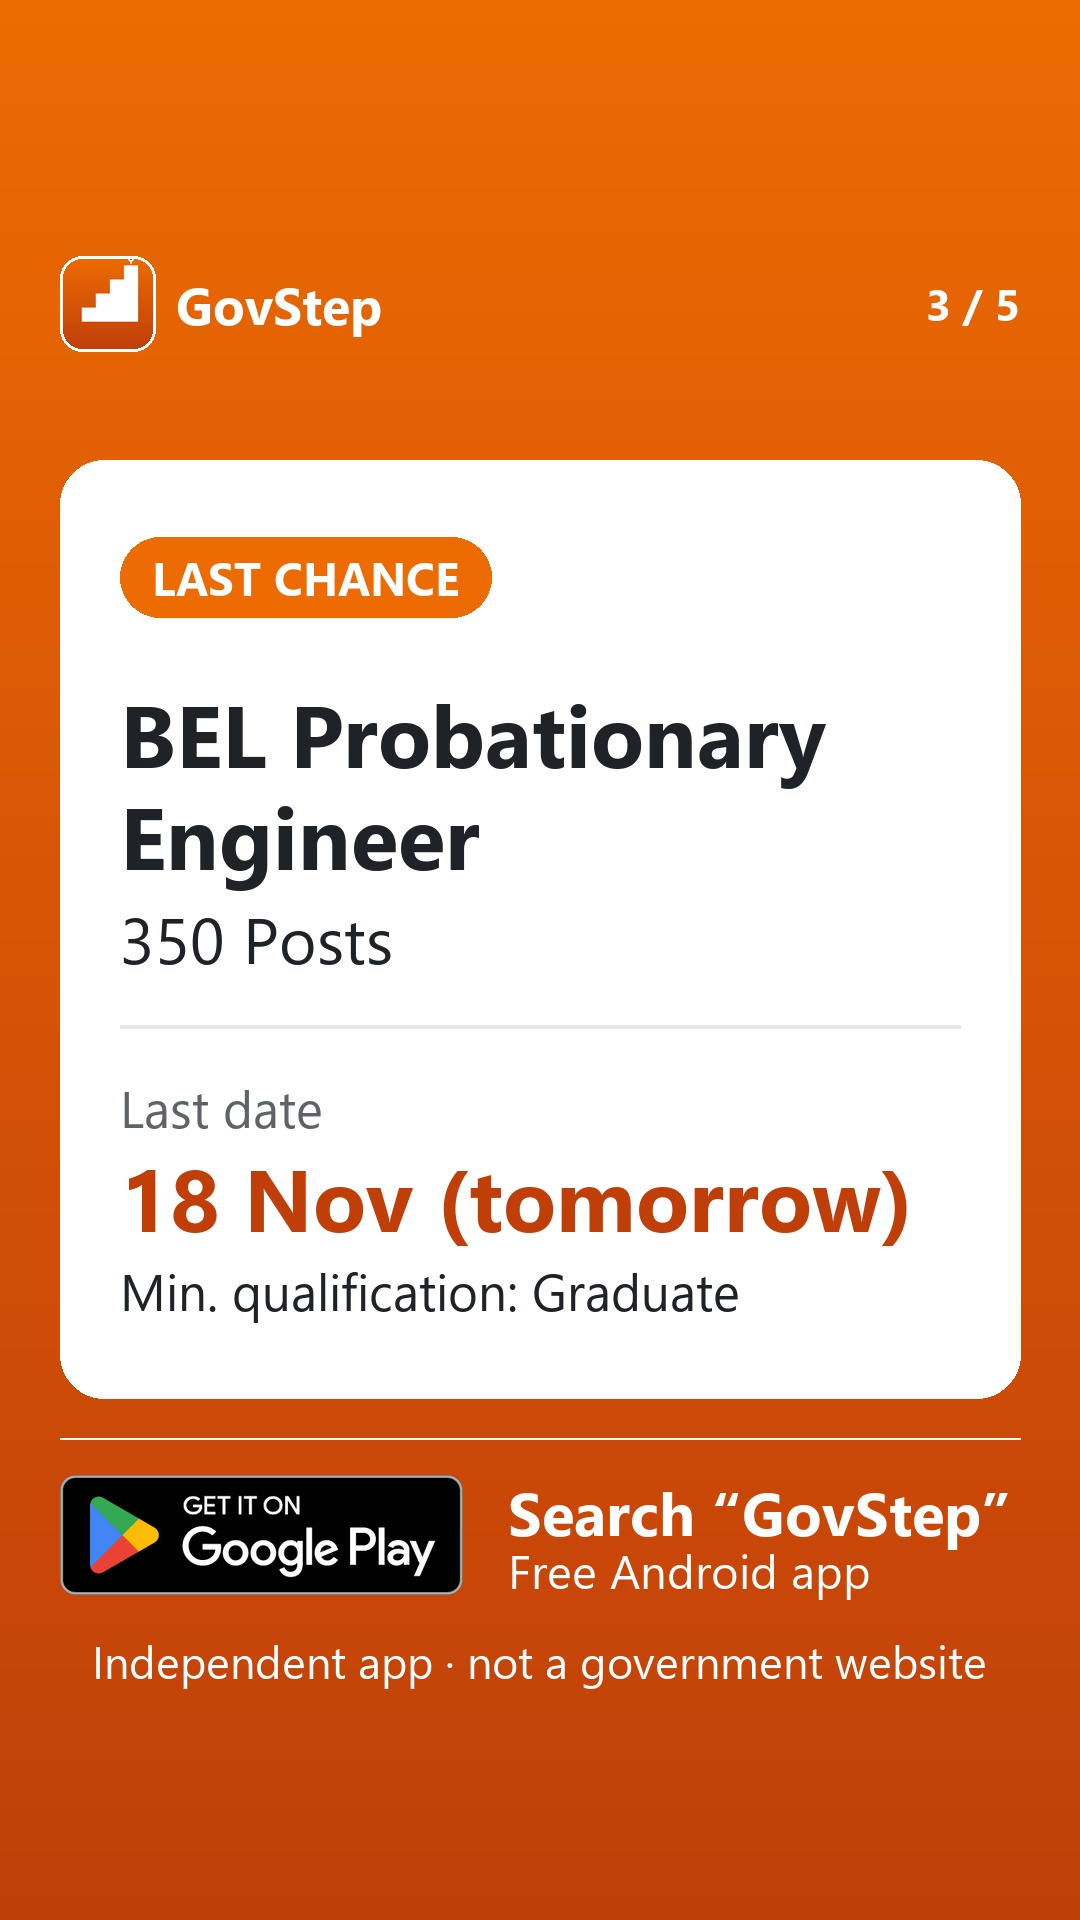 GovStep
3 / 5
LAST CHANCE
BEL Probationary
Engineer
350 Posts
Last date
18 Nov (tomorrow)
Min. qualification: Graduate
GET IT ON
Google Play
Search “GovStep”
Free Android app
Independent app · not a government website